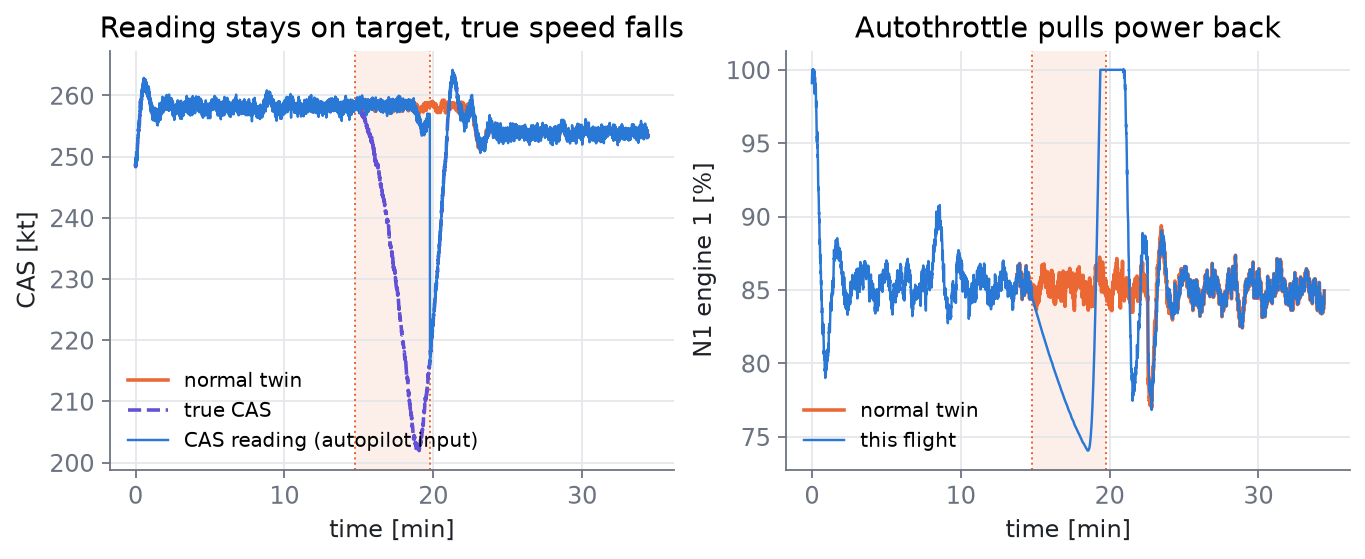 Reading stays on target, true speed falls
CAS [kt]
260
250
240
230
220
210
200
normal twin
true CAS
CAS reading (autopilot input)
0
10
20
30
time [min]
Autothrottle pulls power back
N1 engine 1 [%]
100
95
90
85
80
75
normal twin
this flight
0
10
20
30
time [min]